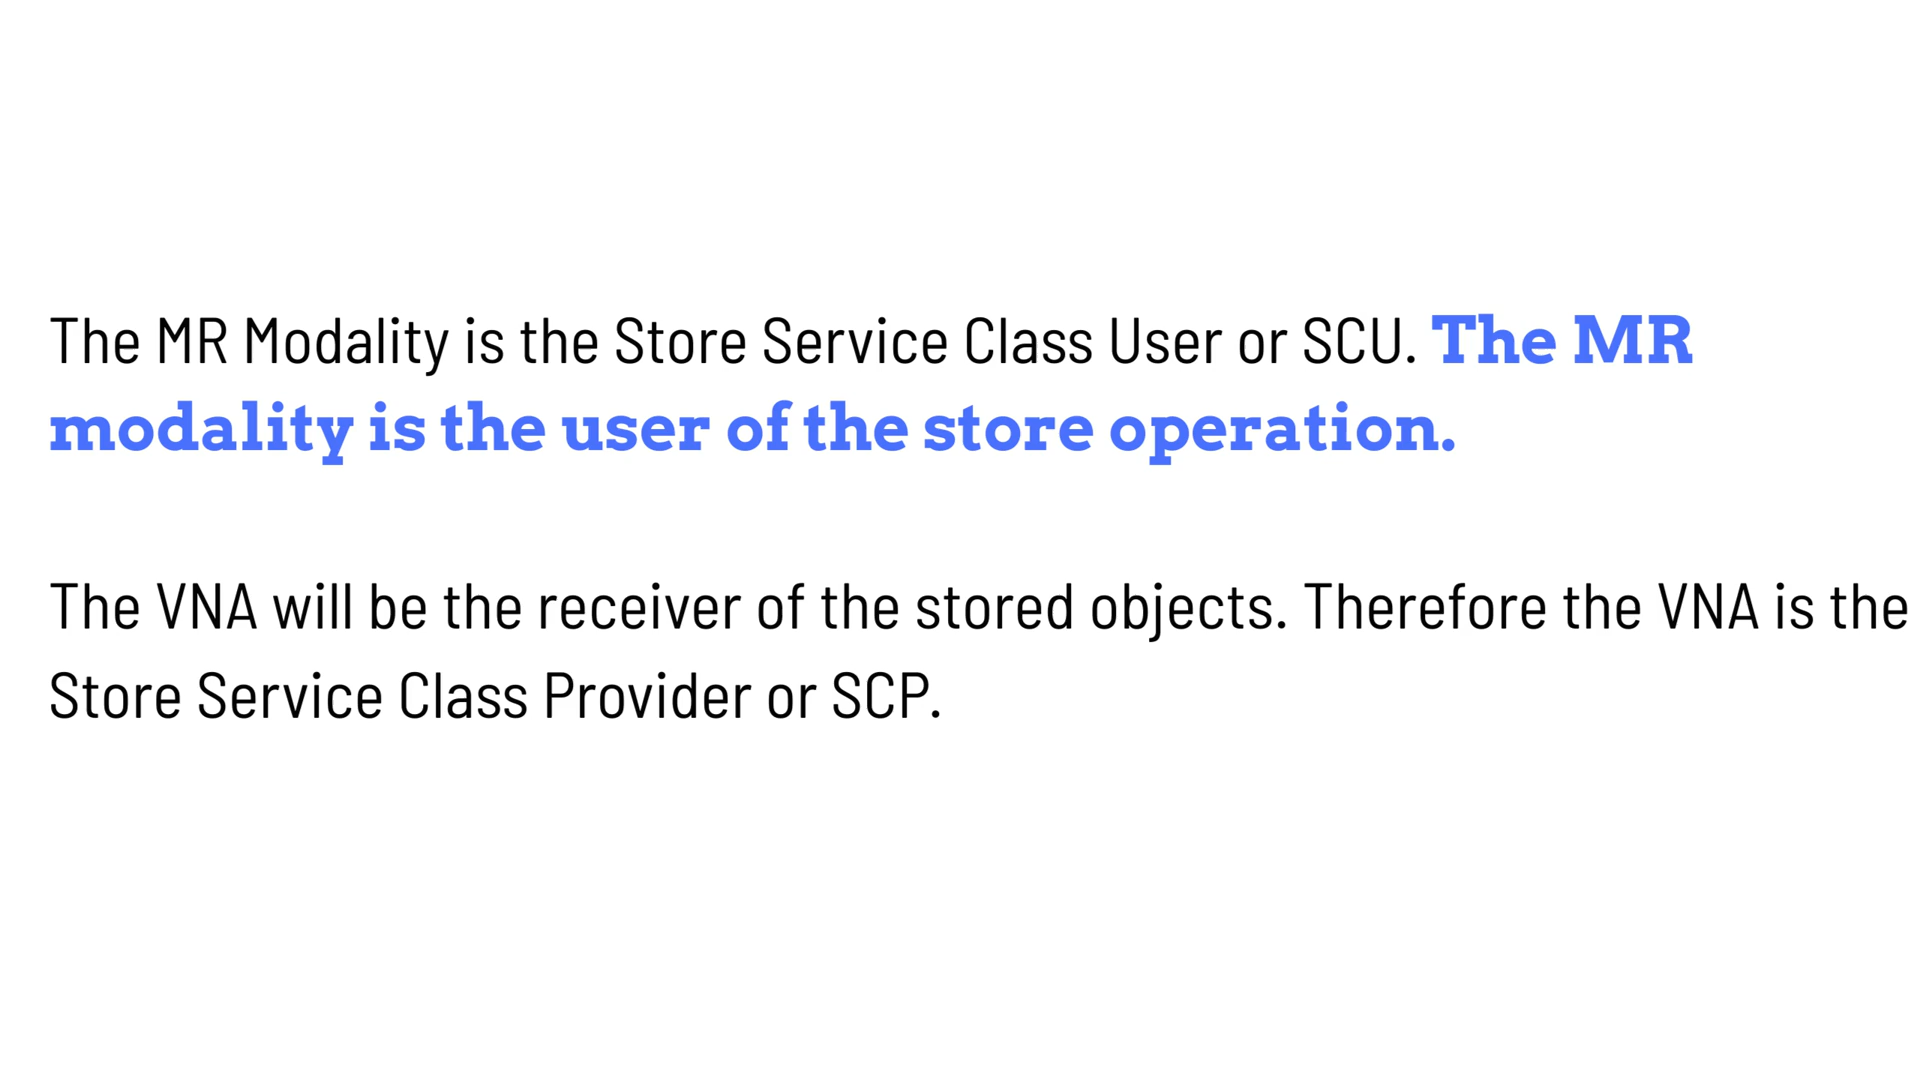 The MR Modality is the Store Service Class User or SCU. The MR
modality is the user of the store operation.
The VNA will be the receiver of the stored objects. Therefore the VNA is the
Store Service Class Provider or SCP.